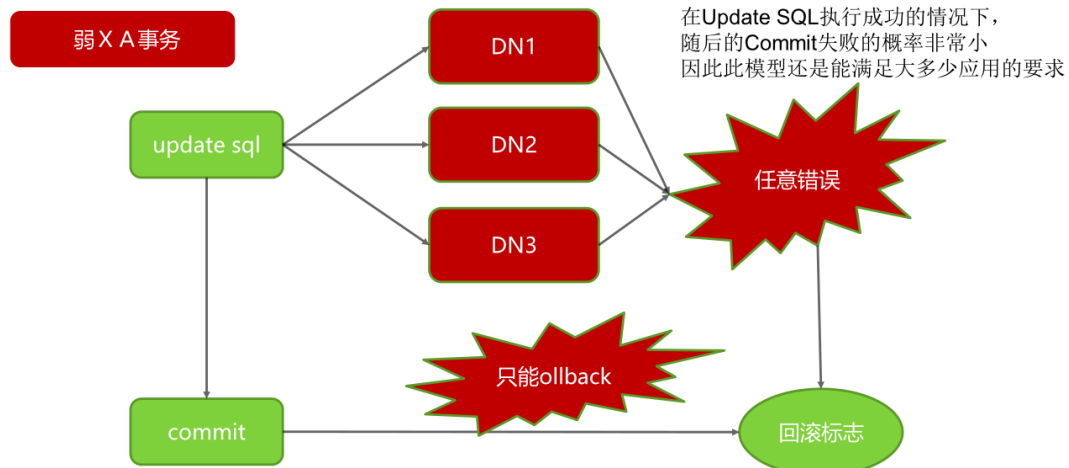 弱XA事务
DN1
在Update SQL执行成功的情况下，
随后的Commit失败的概率非常小
因此此模型还是能满足大多少应用的要求
update sql
DN2
任意错误
DN3
只能ollback
commit
回滚标志